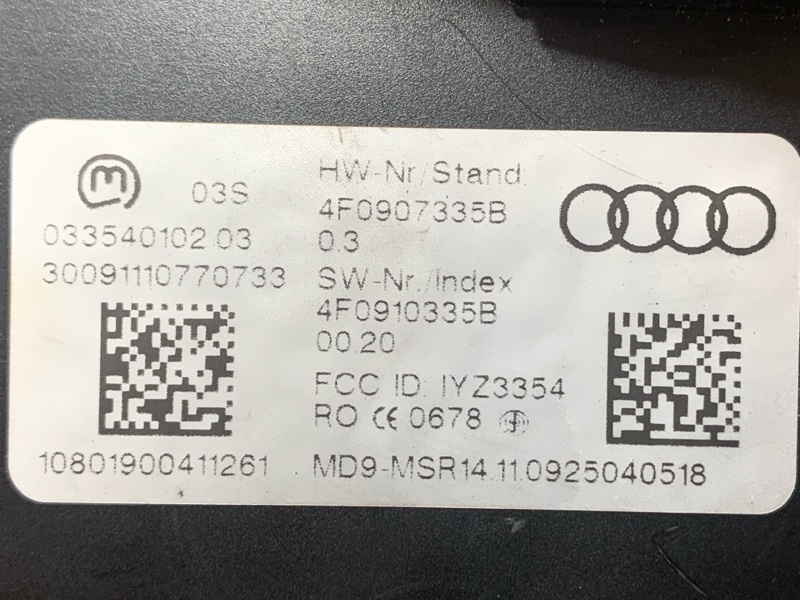 m 03S
033540102 03
30091110770733
HW-Nr/Stand
4F0907335B
0.3
SW-Nr./Index
4F0910335B
00.20
FCC ID: IYZ3354
RO CE 0678
10801900411261
MD9-MSR14.11.0925040518